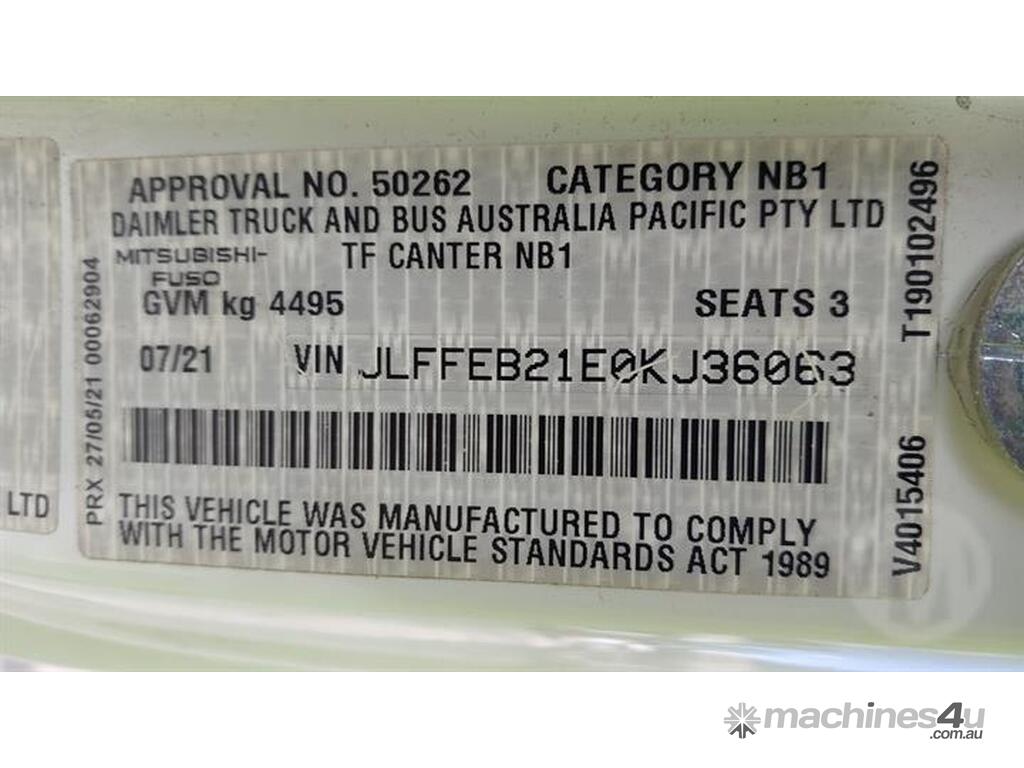 APPROVAL NO. 50262 CATEGORY NB1
DAIMLER TRUCK AND BUS AUSTRALIA PACIFIC PTY LTD
MITSUBISHI- TF CANTER NB1
FUSO
GVM kg 4495 SEATS 3
07/21 VIN JLFFEB21E0KJ36063
THIS VEHICLE WAS MANUFACTURED TO COMPLY
WITH THE MOTOR VEHICLE STANDARDS ACT 1989
PRX 27/05/21 00062904
V4015406 T190102496
LTD
machines4u
.com.au